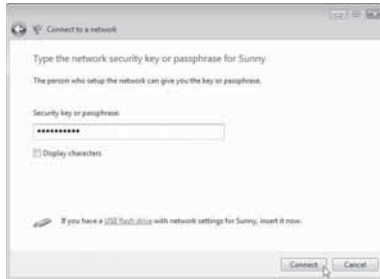 Connect to a network
Type the network security key or passphrase for Sunny
The person who setup the network can give you the key or passphrase.
Security key or passphrase:
••••••••••
Display characters
If you have a USB flash drive with network settings for Sunny, insert it now.
Connect Cancel